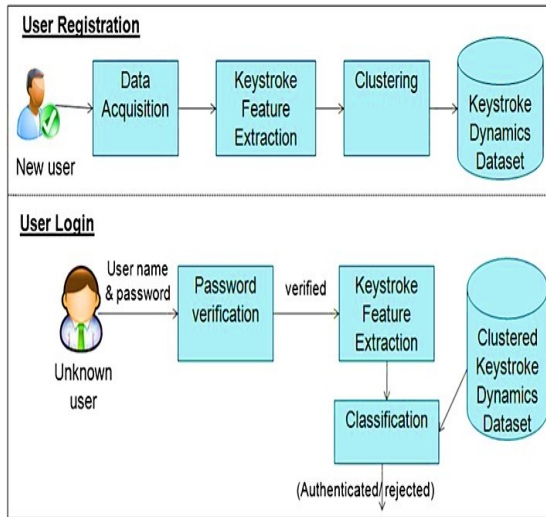 User Registration
New user
Data
Acquisition
Keystroke
Feature
Extraction
Clustering
Keystroke
Dynamics
Dataset
User Login
Unknown
user
User name
& password
Password
verification
verified
Keystroke
Feature
Extraction
Clustered
Keystroke
Dynamics
Dataset
Classification
(Authenticated/ rejected)